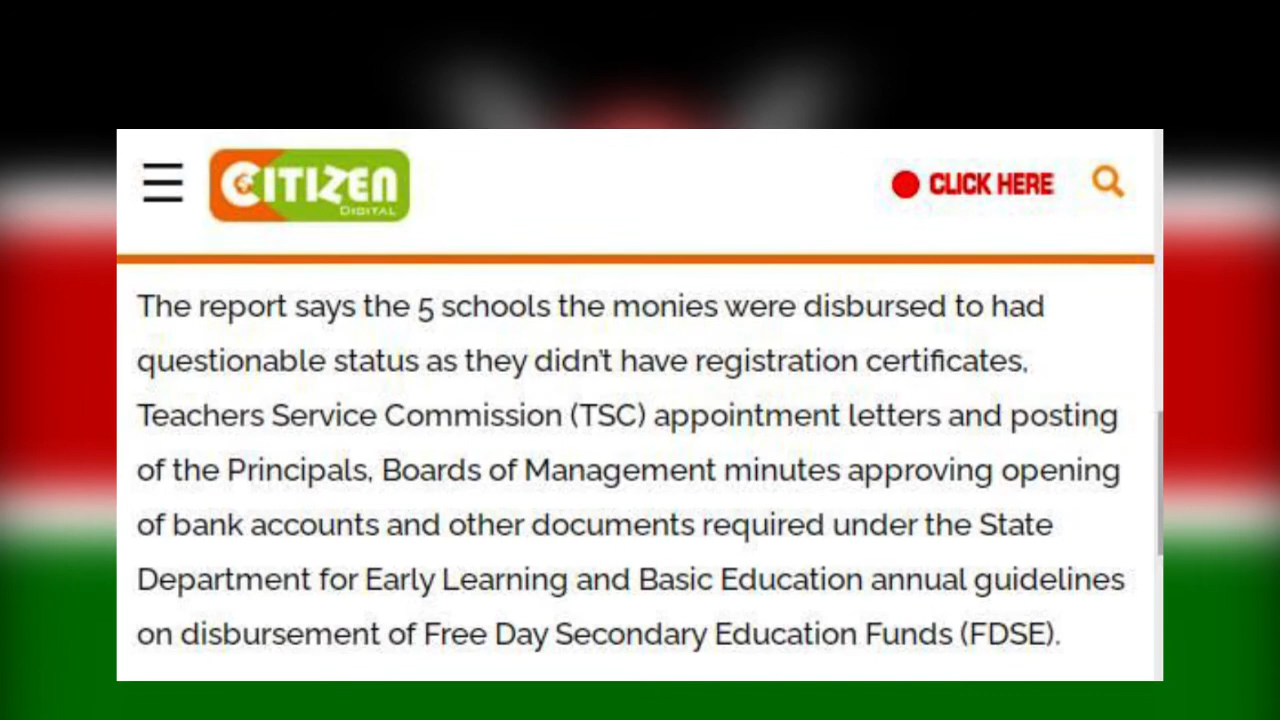 CITIZEN
DIGITAL
CLICK HERE
The report says the 5 schools the monies were disbursed to had
questionable status as they didn't have registration certificates,
Teachers Service Commission (TSC) appointment letters and posting
of the Principals, Boards of Management minutes approving opening
of bank accounts and other documents required under the State
Department for Early Learning and Basic Education annual guidelines
on disbursement of Free Day Secondary Education Funds (FDSE).